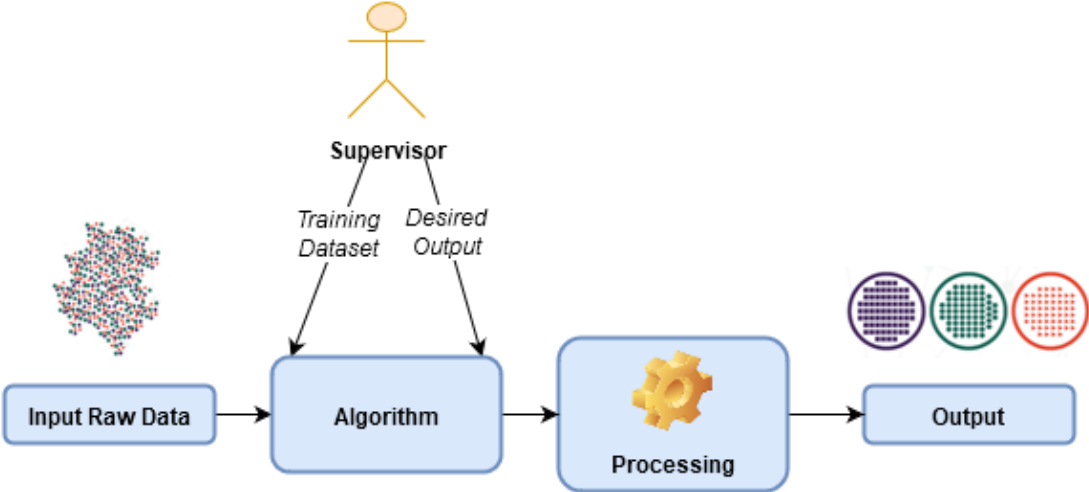 Supervisor
Training
Dataset
Desired
Output
Input Raw Data
Algorithm
Processing
Output